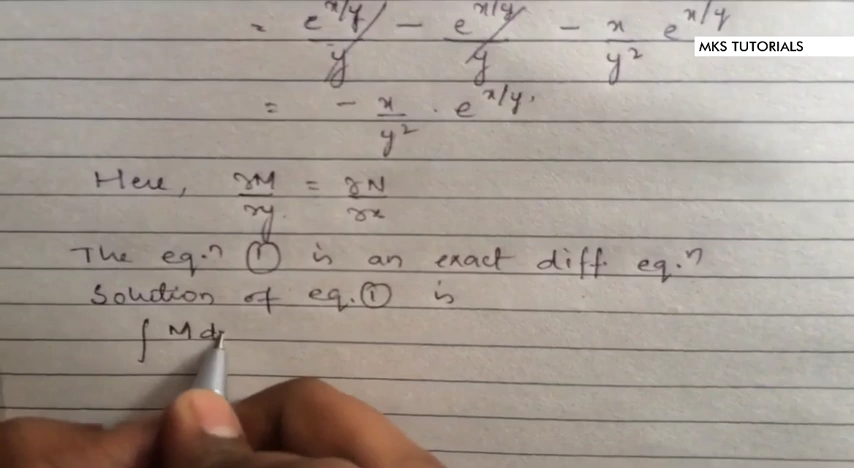 = e^x/y / y − e^x/y / y − x / y² e^x/y
MKS TUTORIALS
= − x / y² . e^x/y.
Here, ∂M / ∂y = ∂N / ∂x
The eq.n ① is an exact diff. eq.n
Solution of eq.① is
∫ M dx